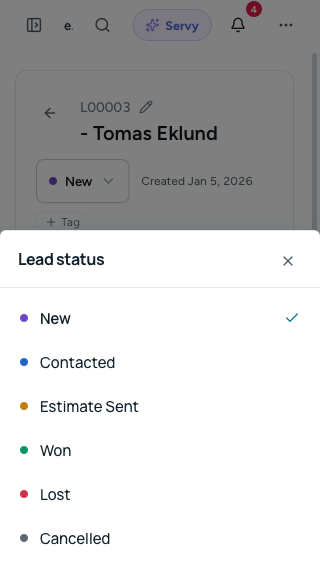 e.
Servy
4
L00003
- Tomas Eklund
New
Created Jan 5, 2026
+ Tag
Lead status
New
Contacted
Estimate Sent
Won
Lost
Cancelled